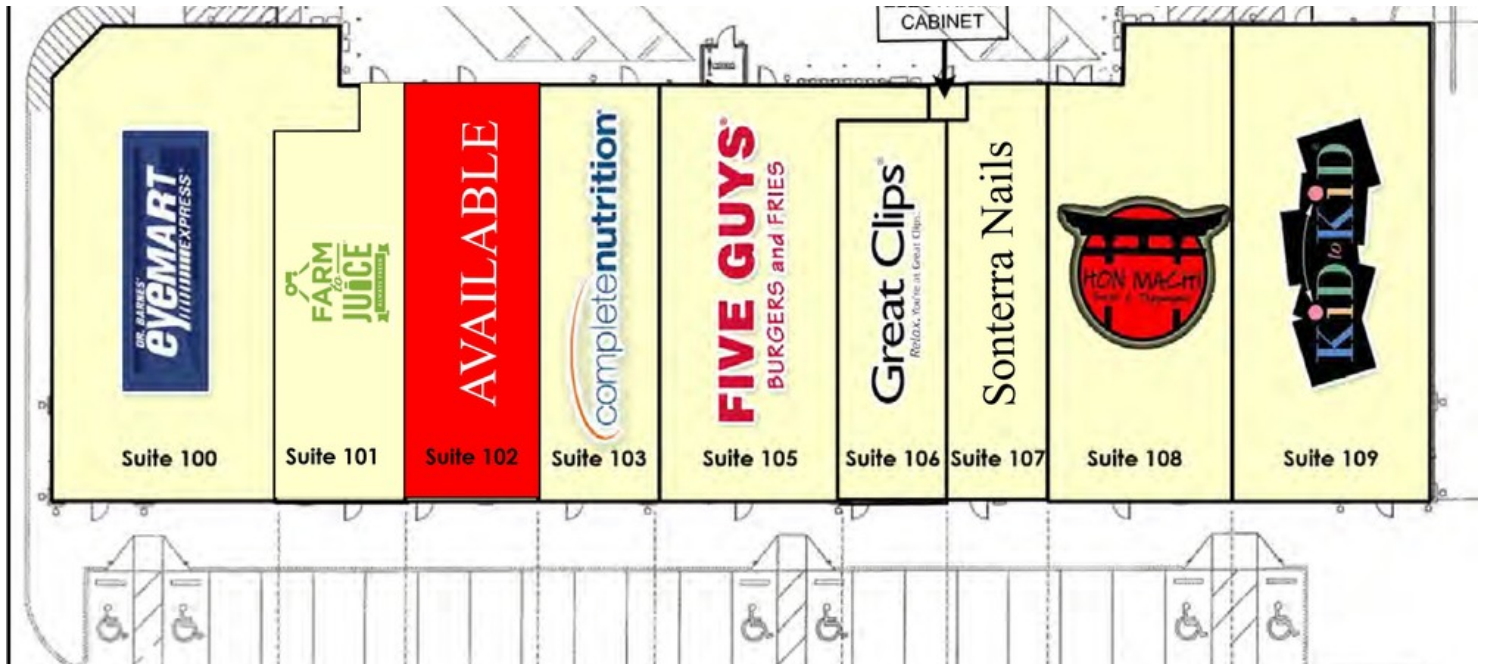 CABINET
DR. BARNES'
eyeMART
EXPRESS
Suite 100
FARM
to
JUiCE
Suite 101
AVAILABLE
Suite 102
completenutrition
Suite 103
FIVE GUYS®
BURGERS and FRIES
Suite 105
Great Clips®
Relax. You're at Great Clips.
Suite 106
Sonterra Nails
Suite 107
HON MACHI
Suite 108
KiD to KiD
Suite 109